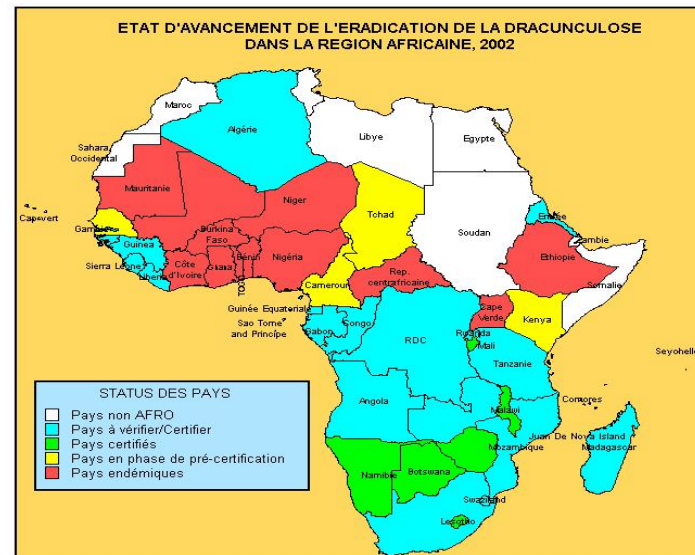 ETAT D'AVANCEMENT DE L'ERADICATION DE LA DRACUNCULOSE
DANS LA REGION AFRICAINE, 2002
Maroc
Algérie
Libye
Egypte
Sahara
Occidental
Mauritanie
Niger
Tchad
Soudan
Cap-vert
Gambie
Guinea
Burkina
Faso
Nigéria
Zambie
Sierra Leone
Liberia
Côte
d'Ivoire
Ghana
Bénin
TOGO
Cameroun
Rep.
centrafricaine
Ethiopie
Somalie
Guinée Equatoriale
Sao Tome
and Principe
Gabon
Congo
RDC
Cape
Verde
Kenya
Rwanda
Mali
Tanzanie
Seyohelle
Angola
Malawi
Comores
Juan De Nova Island
Mozambique
Madagascar
Namibie
Botswana
Swaziland
Lesotho
STATUS DES PAYS
Pays non AFRO
Pays à vérifier/Certifier
Pays certifiés
Pays en phase de pré-certification
Pays endémiques